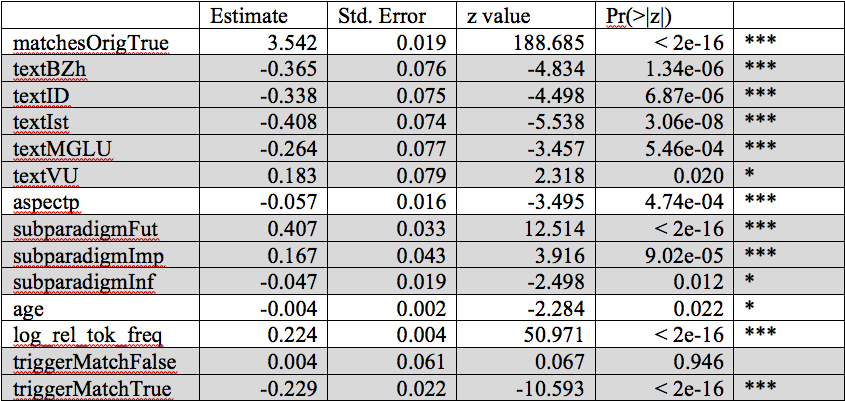 Estimate Std. Error z value Pr(>|z|)
matchesOrigTrue 3.542 0.019 188.685 < 2e-16 ***
textBZh -0.365 0.076 -4.834 1.34e-06 ***
textID -0.338 0.075 -4.498 6.87e-06 ***
textIst -0.408 0.074 -5.538 3.06e-08 ***
textMGLU -0.264 0.077 -3.457 5.46e-04 ***
textVU 0.183 0.079 2.318 0.020 *
aspectp -0.057 0.016 -3.495 4.74e-04 ***
subparadigmFut 0.407 0.033 12.514 < 2e-16 ***
subparadigmImp 0.167 0.043 3.916 9.02e-05 ***
subparadigmInf -0.047 0.019 -2.498 0.012 *
age -0.004 0.002 -2.284 0.022 *
log_rel_tok_freq 0.224 0.004 50.971 < 2e-16 ***
triggerMatchFalse 0.004 0.061 0.067 0.946
triggerMatchTrue -0.229 0.022 -10.593 < 2e-16 ***